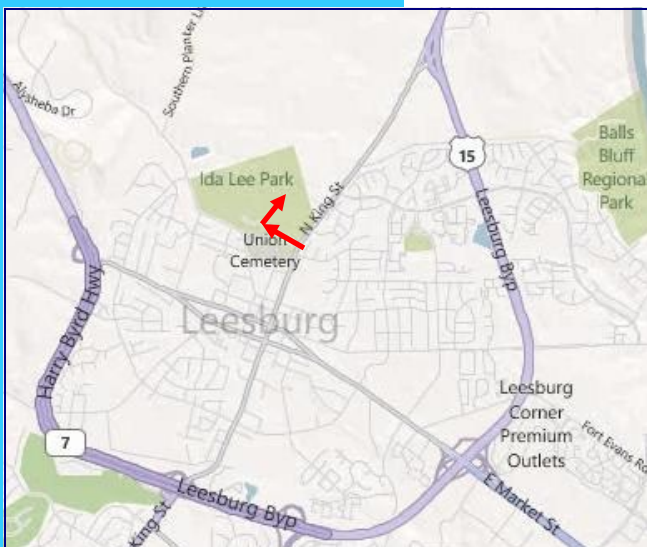 Alysheba Dr
Southern Planter L
15
Balls
Bluff
Regional
Park
Ida Lee Park
N King St
Leesburg Byp
Union
Cemetery
Harry Byrd Hwy
Leesburg
Leesburg
Corner
Premium
Outlets
Fort Evans Rd
7
Leesburg Byp
E Market St
King St